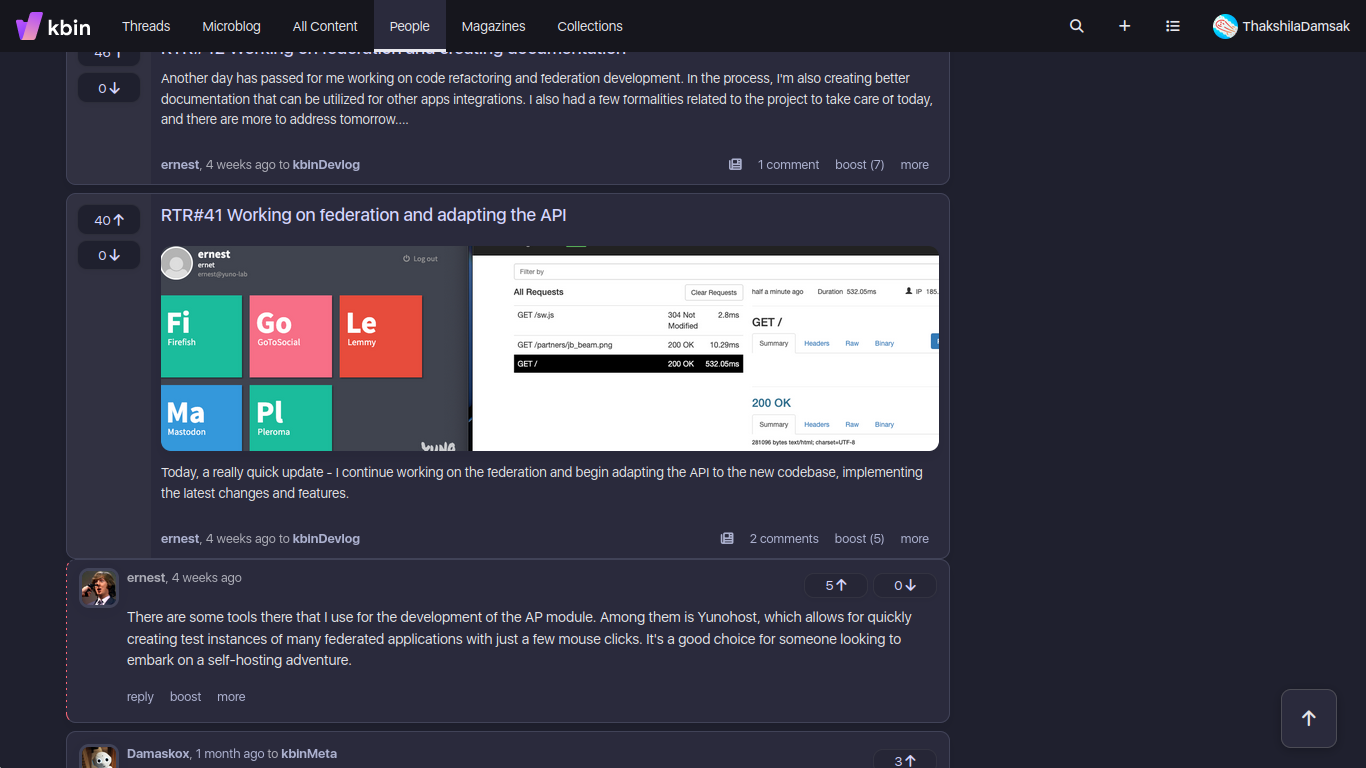 kbin Threads Microblog All Content People Magazines Collections ThakshilaDamsak
46 RTR#42 Working on federation and creating documentation
0
Another day has passed for me working on code refactoring and federation development. In the process, I'm also creating better
documentation that can be utilized for other apps integrations. I also had a few formalities related to the project to take care of today,
and there are more to address tomorrow....
ernest, 4 weeks ago to kbinDevlog 1 comment boost (7) more
40 RTR#41 Working on federation and adapting the API
0
ernest
ernet
ernest@yuno-lab
Log out
Fi
Firefish
Go
GoToSocial
Le
Lemmy
Ma
Mastodon
Pl
Pleroma
Filter by
All Requests Clear Requests
GET /sw.js 304 Not Modified 2.8ms
GET /partners/jb_beam.png 200 OK 10.29ms
GET / 200 OK 532.05ms
half a minute ago Duration 532.05ms IP 185.
GET /
Summary Headers Raw Binary
200 OK
Summary Headers Raw Binary
281096 bytes text/html; charset=UTF-8
Today, a really quick update - I continue working on the federation and begin adapting the API to the new codebase, implementing
the latest changes and features.
ernest, 4 weeks ago to kbinDevlog 2 comments boost (5) more
ernest, 4 weeks ago 5 0
There are some tools there that I use for the development of the AP module. Among them is Yunohost, which allows for quickly
creating test instances of many federated applications with just a few mouse clicks. It's a good choice for someone looking to
embark on a self-hosting adventure.
reply boost more
Damaskox, 1 month ago to kbinMeta 3